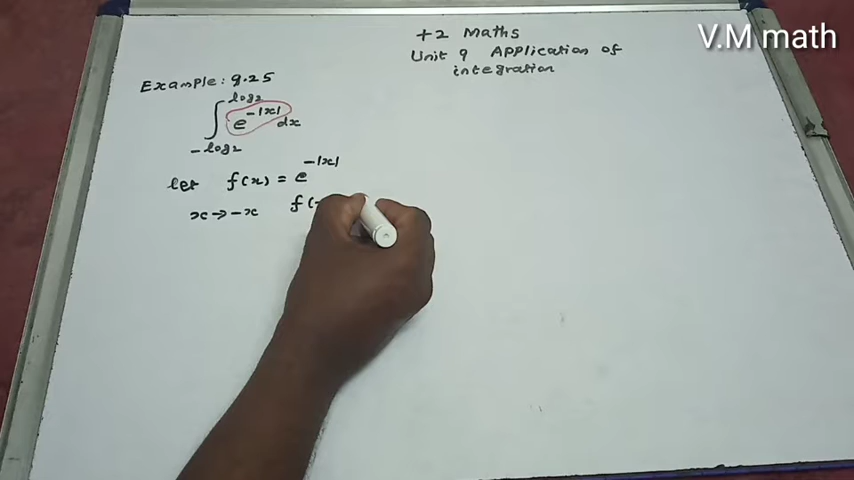 +2 Maths
Unit 9 Application of
integration
V.M math
Example: 9.25
∫_{-log2}^{log2} e^{-|x|} dx
let f(x) = e^{-|x|}
x → -x f(-